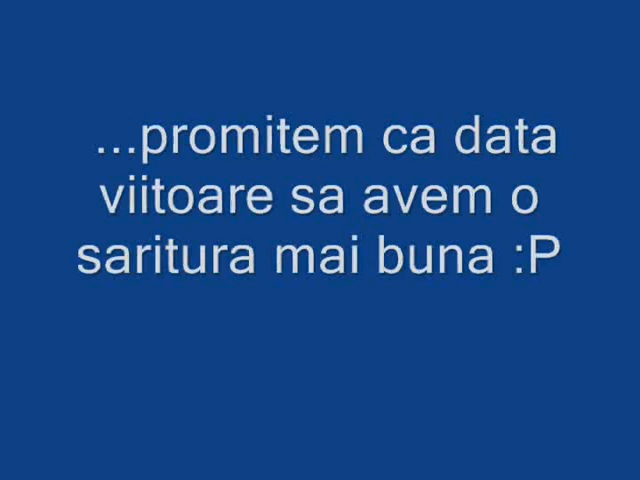 ...promitem ca data
viitoare sa avem o
saritura mai buna :P